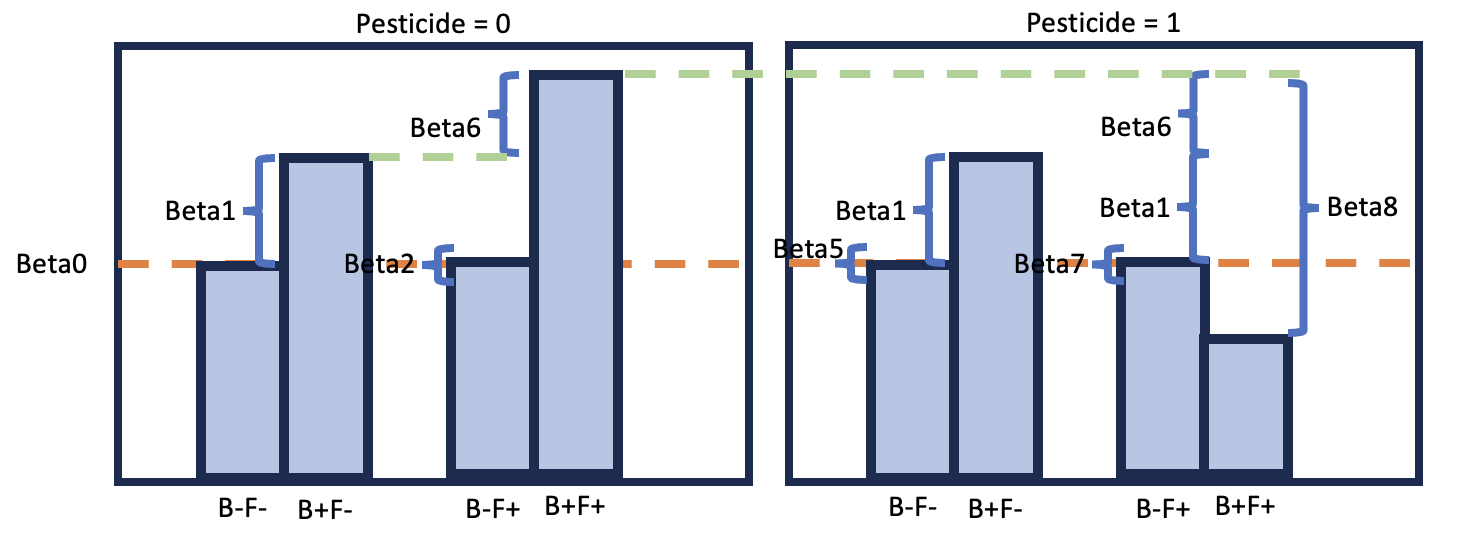 Pesticide = 0
Pesticide = 1
Beta6
Beta6
Beta1
Beta1
Beta1
Beta8
Beta0
Beta2
Beta5
Beta7
B-F-
B+F-
B-F+
B+F+
B-F-
B+F-
B-F+
B+F+